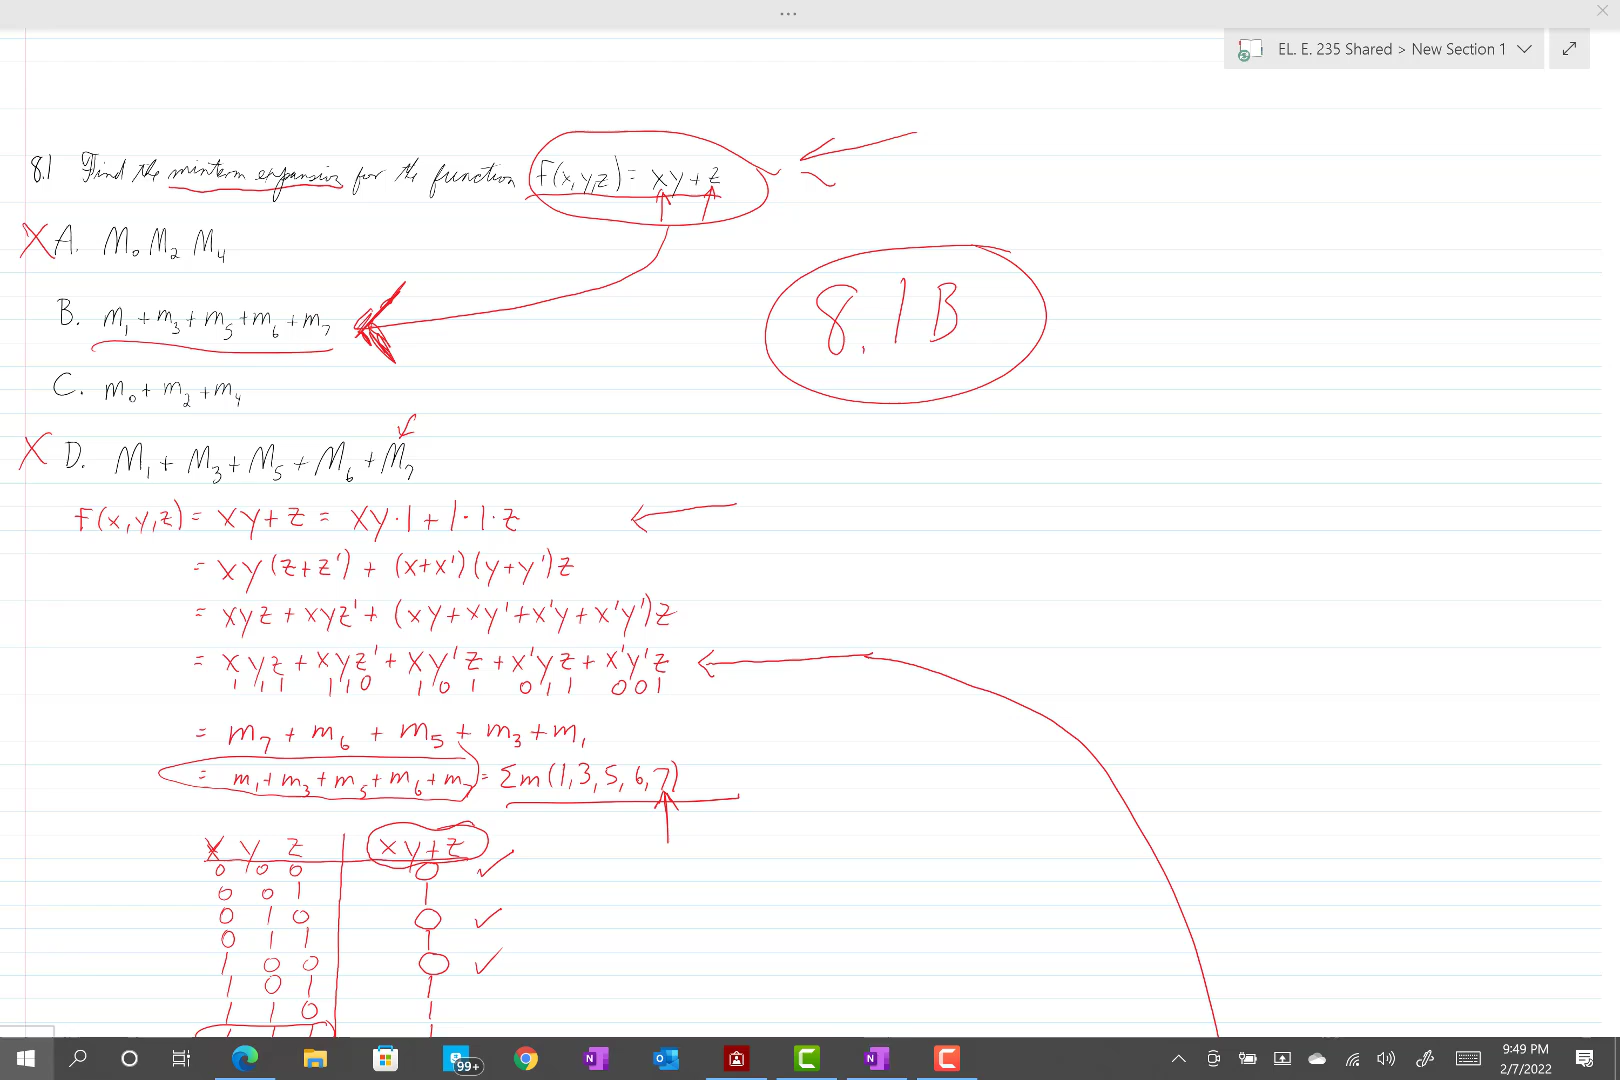 EL. E. 235 Shared > New Section 1
8.1 Find the minterm expansion for the function F(x,y,z) = xy + z
X A. M₀ M₂ M₄
B. m₁ + m₃ + m₅ + m₆ + m₇
8.1B
C. m₀ + m₂ + m₄
X D. M₁ + M₃ + M₅ + M₆ + M₇
F(x,y,z) = xy + z = xy·1 + 1·1·z
= xy(z+z') + (x+x')(y+y')z
= xyz + xyz' + (xy + xy' + x'y + x'y')z
= xyz + xyz' + xy'z + x'yz + x'y'z
111 110 101 011 001
= m₇ + m₆ + m₅ + m₃ + m₁
= m₁ + m₃ + m₅ + m₆ + m₇ = Σm(1,3,5,6,7)
x y z xy+z
0 0 0 0 ✓
0 0 1 1
0 1 0 0 ✓
0 1 1 1
1 0 0 0 ✓
1 0 1 1
1 1 0 1
1 1 1 1
99+
9:49 PM
2/7/2022